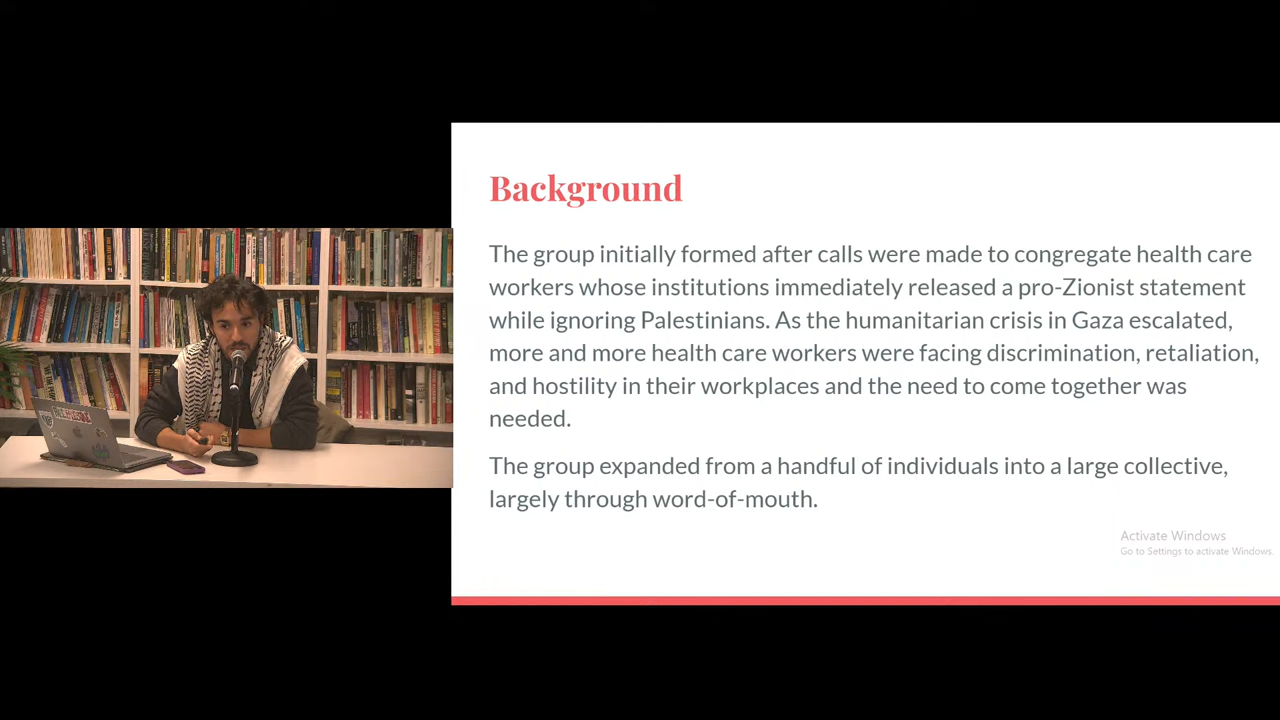 Background
The group initially formed after calls were made to congregate health care
workers whose institutions immediately released a pro-Zionist statement
while ignoring Palestinians. As the humanitarian crisis in Gaza escalated,
more and more health care workers were facing discrimination, retaliation,
and hostility in their workplaces and the need to come together was
needed.
The group expanded from a handful of individuals into a large collective,
largely through word-of-mouth.
Activate Windows
Go to Settings to activate Windows.